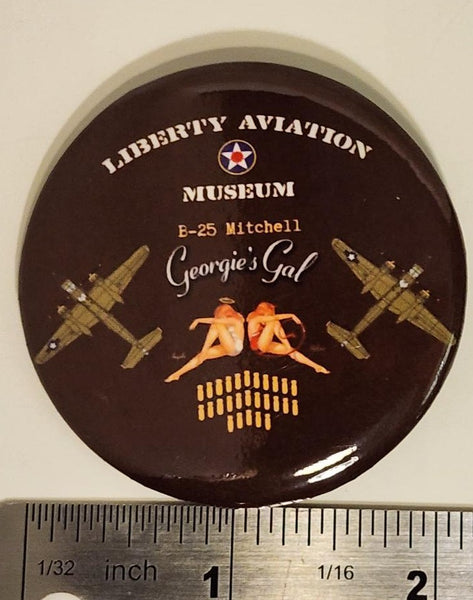 LIBERTY AVIATION
MUSEUM
B-25 Mitchell
Georgie's Gal
1/32 inch 1 1/16 2